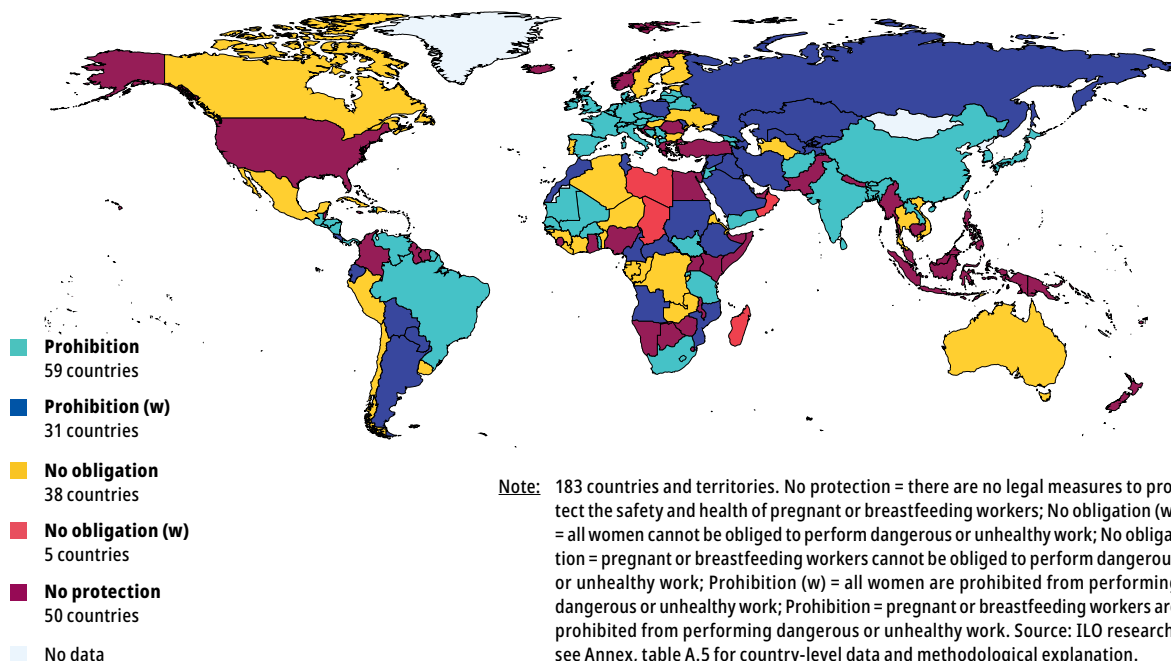 Prohibition
59 countries
Prohibition (w)
31 countries
No obligation
38 countries
No obligation (w)
5 countries
No protection
50 countries
No data
Note: 183 countries and territories. No protection = there are no legal measures to pro
tect the safety and health of pregnant or breastfeeding workers; No obligation (w
= all women cannot be obliged to perform dangerous or unhealthy work; No obliga
tion = pregnant or breastfeeding workers cannot be obliged to perform dangerous
or unhealthy work; Prohibition (w) = all women are prohibited from performing
dangerous or unhealthy work; Prohibition = pregnant or breastfeeding workers are
prohibited from performing dangerous or unhealthy work. Source: ILO research
see Annex, table A.5 for country-level data and methodological explanation.